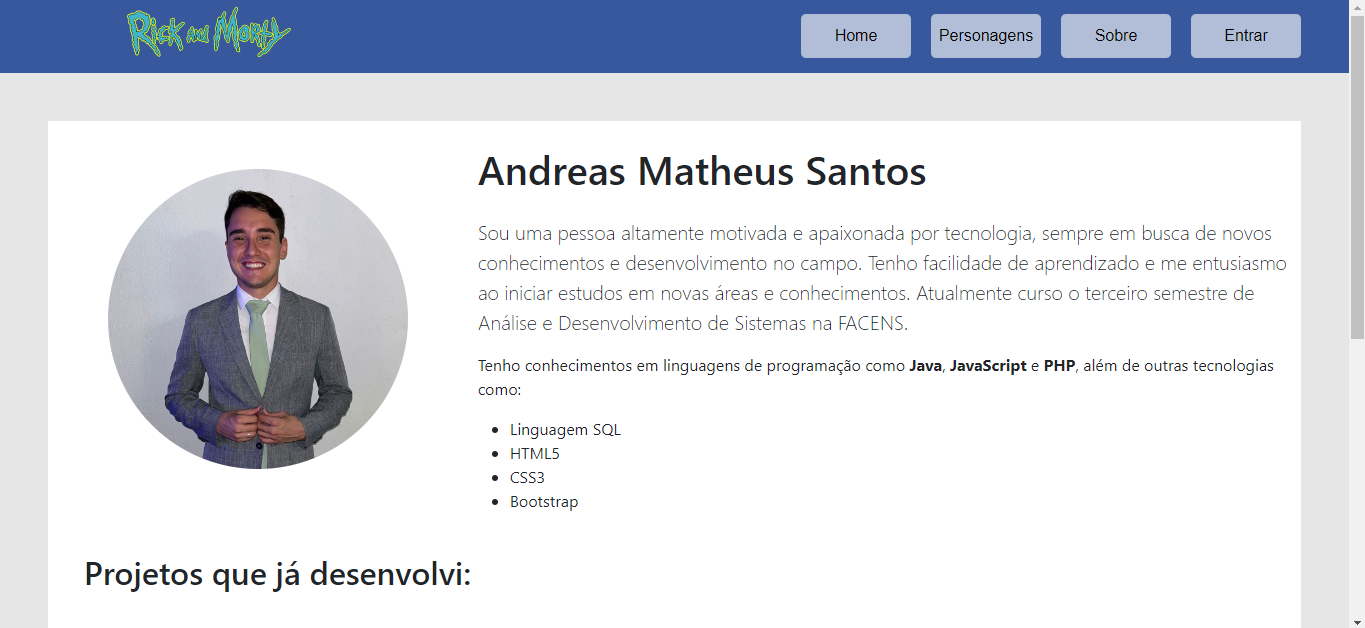 Rick and Morty
Home Personagens Sobre Entrar
Andreas Matheus Santos
Sou uma pessoa altamente motivada e apaixonada por tecnologia, sempre em busca de novos
conhecimentos e desenvolvimento no campo. Tenho facilidade de aprendizado e me entusiasmo
ao iniciar estudos em novas áreas e conhecimentos. Atualmente curso o terceiro semestre de
Análise e Desenvolvimento de Sistemas na FACENS.
Tenho conhecimentos em linguagens de programação como Java, JavaScript e PHP, além de outras tecnologias
como:
Linguagem SQL
HTML5
CSS3
Bootstrap
Projetos que já desenvolvi: